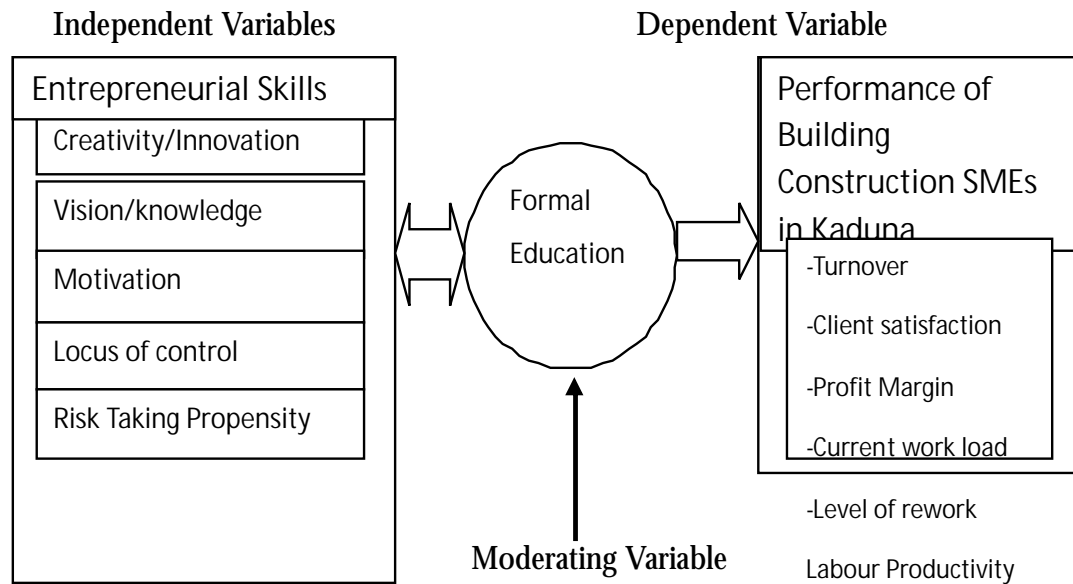 Independent Variables
Dependent Variable
Entrepreneurial Skills
Creativity/Innovation
Vision/knowledge
Motivation
Locus of control
Risk Taking Propensity
Formal
Education
Moderating Variable
Performance of
Building
Construction SMEs
in Kaduna
-Turnover
-Client satisfaction
-Profit Margin
-Current work load
-Level of rework
Labour Productivity